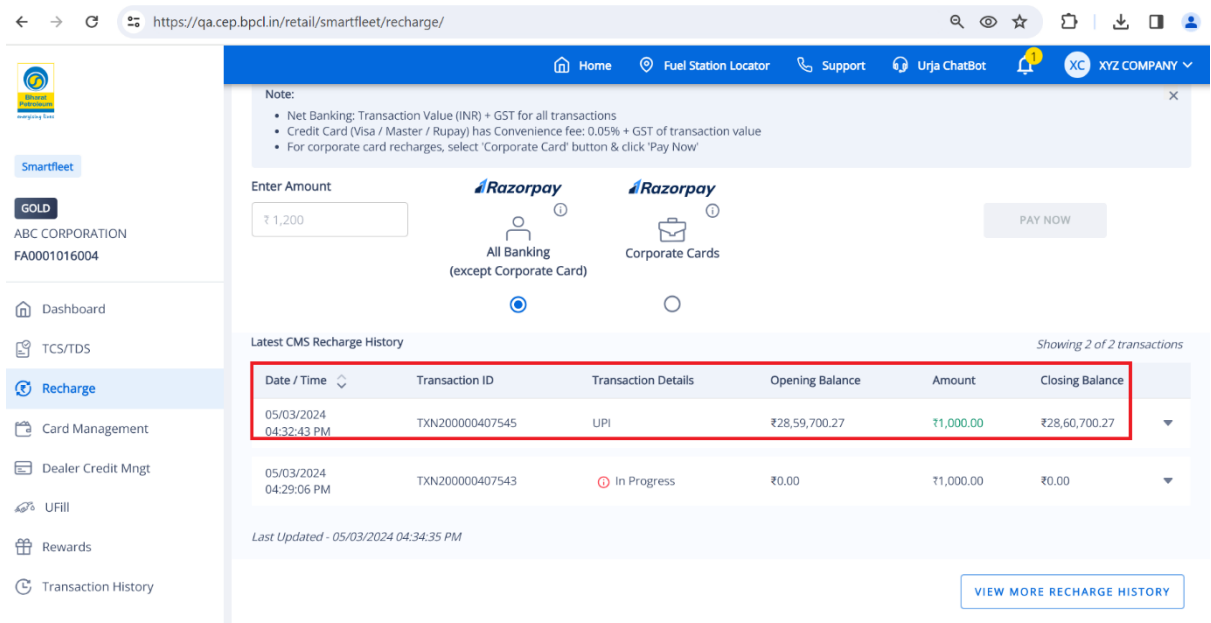 https://qa.cep.bpcl.in/retail/smartfleet/recharge/
Bharat
Petroleum
energising lives
Home
Fuel Station Locator
Support
Urja ChatBot
1
XC
XYZ COMPANY
Smartfleet
GOLD
ABC CORPORATION
FA0001016004
Dashboard
TCS/TDS
Recharge
Card Management
Dealer Credit Mngt
UFill
Rewards
Transaction History
Note:
• Net Banking: Transaction Value (INR) + GST for all transactions
• Credit Card (Visa / Master / Rupay) has Convenience fee: 0.05% + GST of transaction value
• For corporate card recharges, select 'Corporate Card' button & click 'Pay Now'
Enter Amount
₹ 1,200
Razorpay
All Banking
(except Corporate Card)
Razorpay
Corporate Cards
PAY NOW
Latest CMS Recharge History
Showing 2 of 2 transactions
Date / Time Transaction ID Transaction Details Opening Balance Amount Closing Balance
05/03/2024
04:32:43 PM TXN200000407545 UPI ₹28,59,700.27 ₹1,000.00 ₹28,60,700.27
05/03/2024
04:29:06 PM TXN200000407543 In Progress ₹0.00 ₹1,000.00 ₹0.00
Last Updated - 05/03/2024 04:34:35 PM
VIEW MORE RECHARGE HISTORY